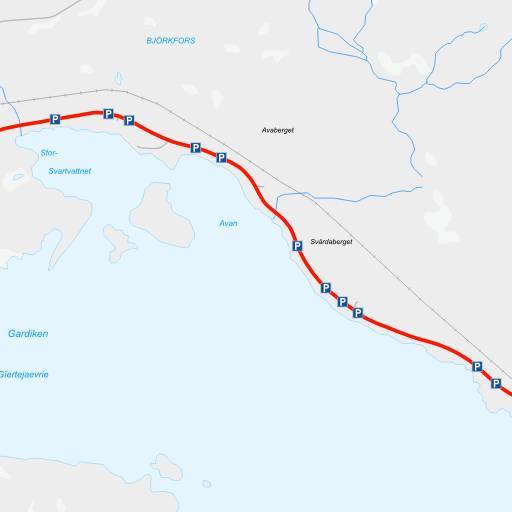 BJÖRKFORS
P
P
P
Avaberget
P
P
Stor-
Svartvattnet
Avan
Svärdaberget
P
P
P
P
Gardiken
P
Giertejaevrie
P